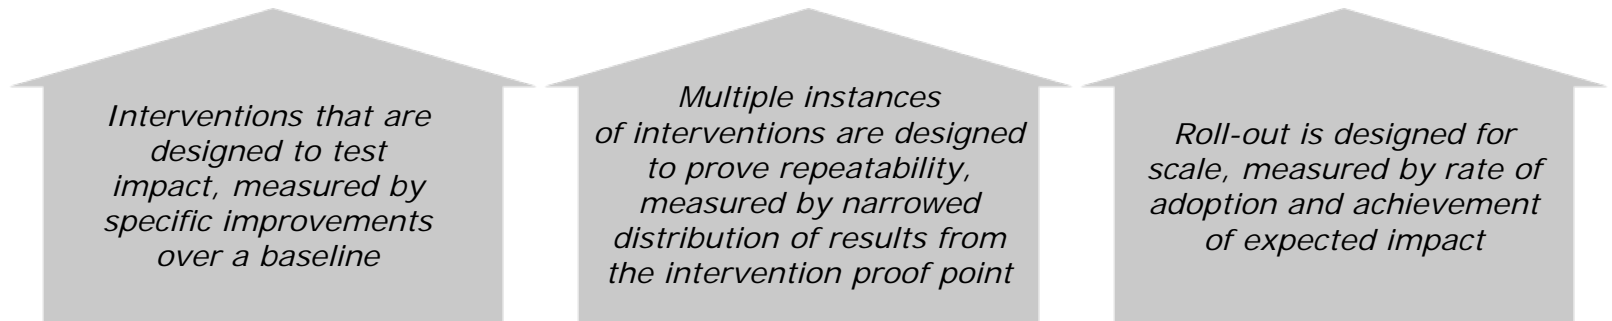 Interventions that are
designed to test
impact, measured by
specific improvements
over a baseline
Multiple instances
of interventions are designed
to prove repeatability,
measured by narrowed
distribution of results from
the intervention proof point
Roll-out is designed for
scale, measured by rate of
adoption and achievement
of expected impact